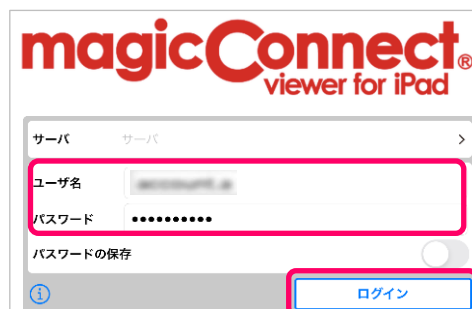 magicConnect®
viewer for iPad
サーバ サーバ
ユーザ名
パスワード ••••••••••
パスワードの保存
ログイン